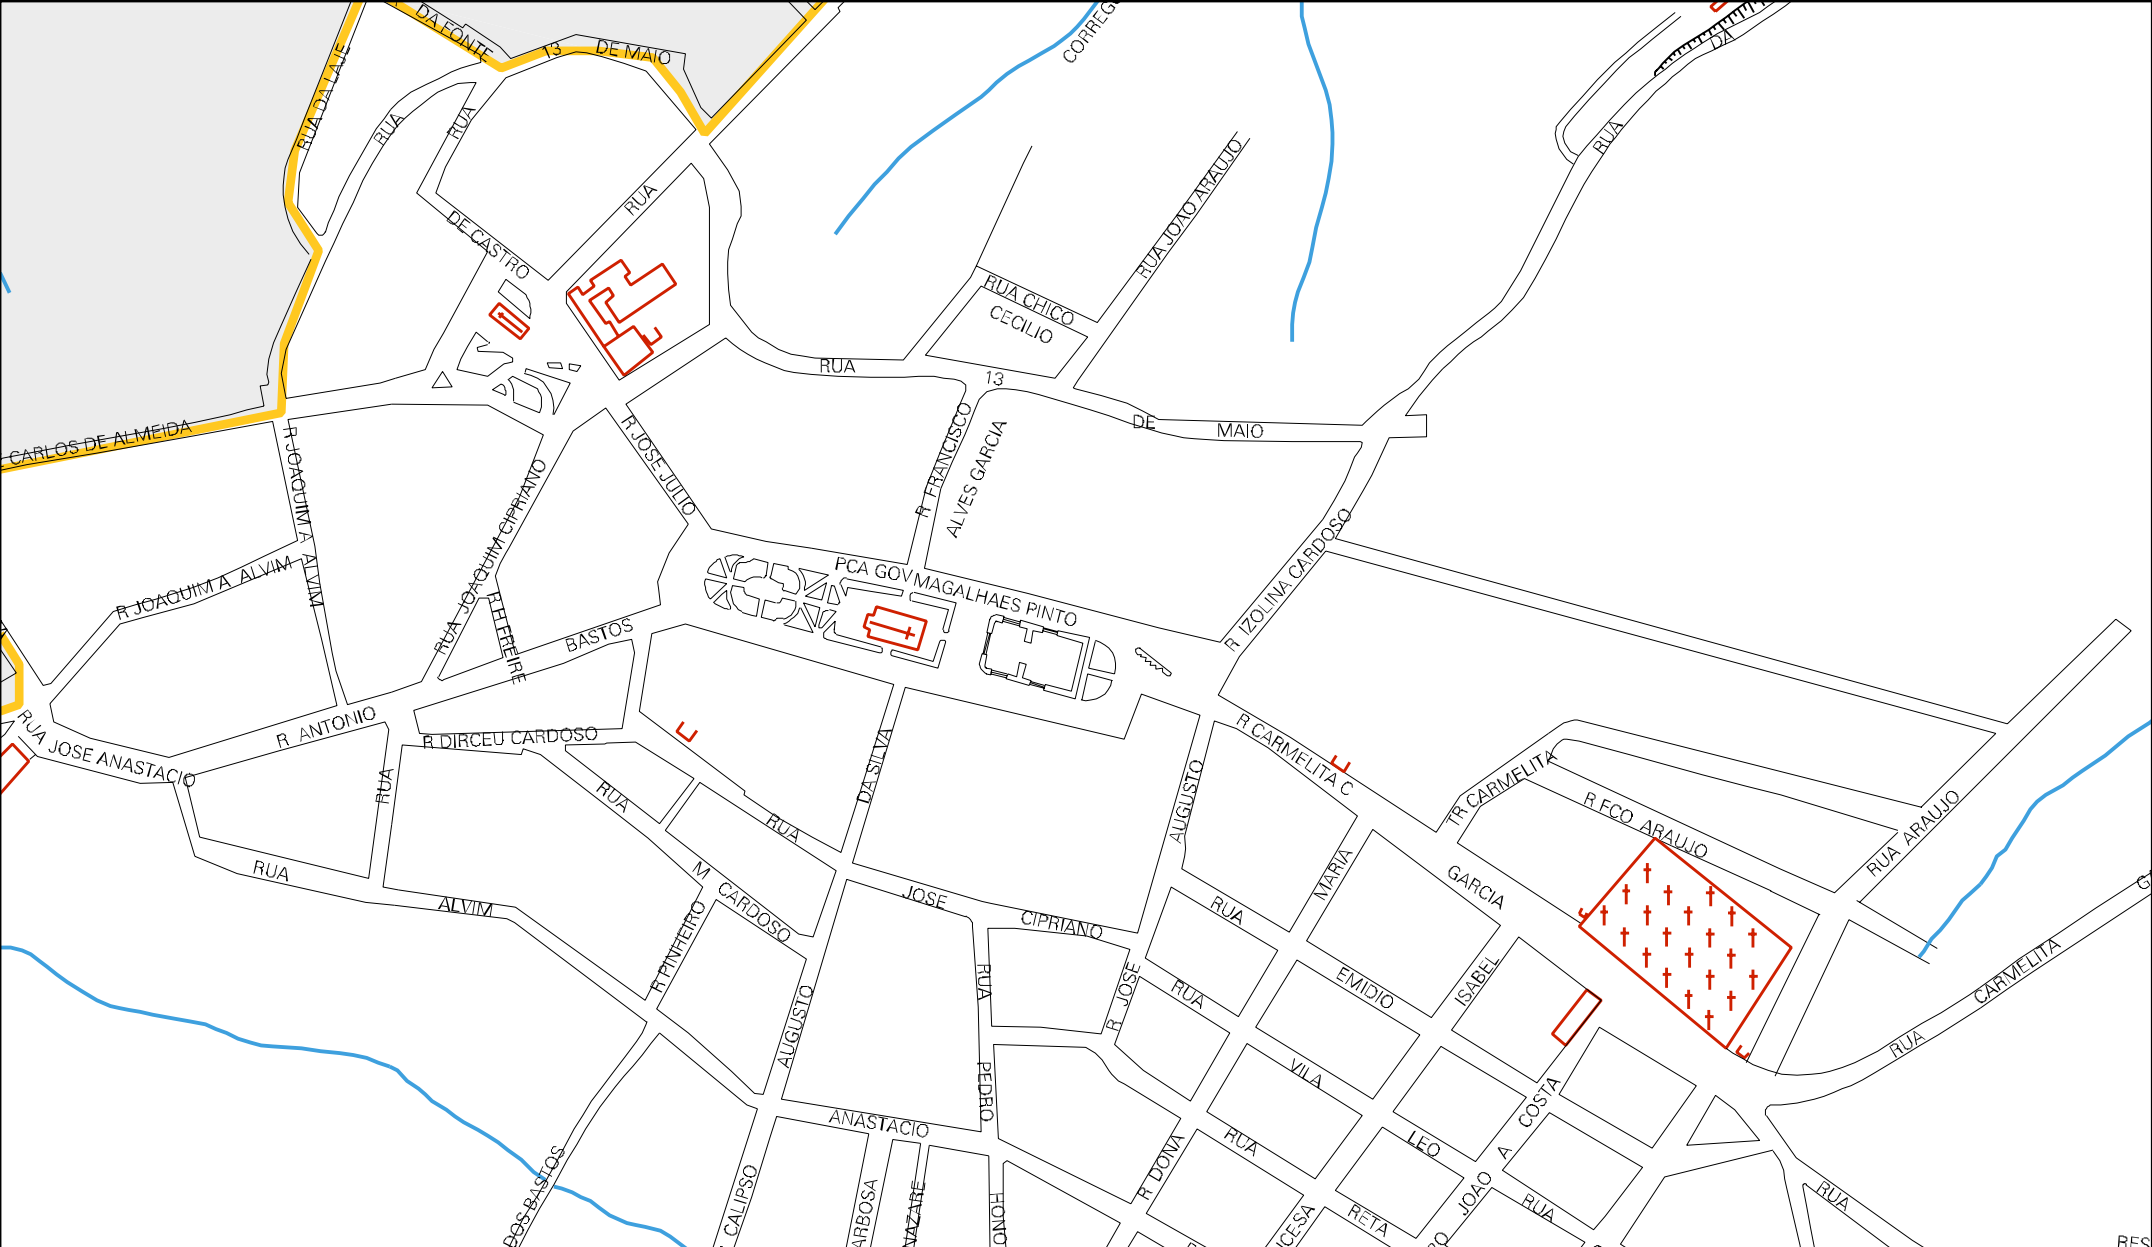 DA FONTE
13
DE MAIO
CORREGO
DA
RUA DA LAJE
RUA
RUA
RUA
RUA
DE CASTRO
RUA JOAO ARAUJO
RUA CHICO
CECILIO
RUA
13
DE
MAIO
CARLOS DE ALMEIDA
R JOAQUIM A ALVIM
R JOSE JULIO
R FRANCISCO
ALVES GARCIA
RUA JOAQUIM CIPRIANO
R JOAQUIM A ALVIM
R H FREIRE
BASTOS
PCA GOV MAGALHAES PINTO
R IZOLINA CARDOSO
R ANTONIO
RUA JOSE ANASTACIO
R DIRCEU CARDOSO
RUA
RUA
RUA
DA SILVA
AUGUSTO
R CARMELITA C
TR CARMELITA
R FCO ARAUJO
RUA ARAUJO
RUA
ALVIM
M CARDOSO
R PINHEIRO
JOSE
CIPRIANO
RUA
MARIA
GARCIA
AUGUSTO
RUA
R JOSE
RUA
EMIDIO
ISABEL
CARMELITA
RUA
PEDRO
VILA
ANASTACIO
RUA
LEO
JOAO A COSTA
R DONA
DOS BASTOS
CALIPSO
ARBOSA
NAZARE
HONO
RETA
RUA
RUA